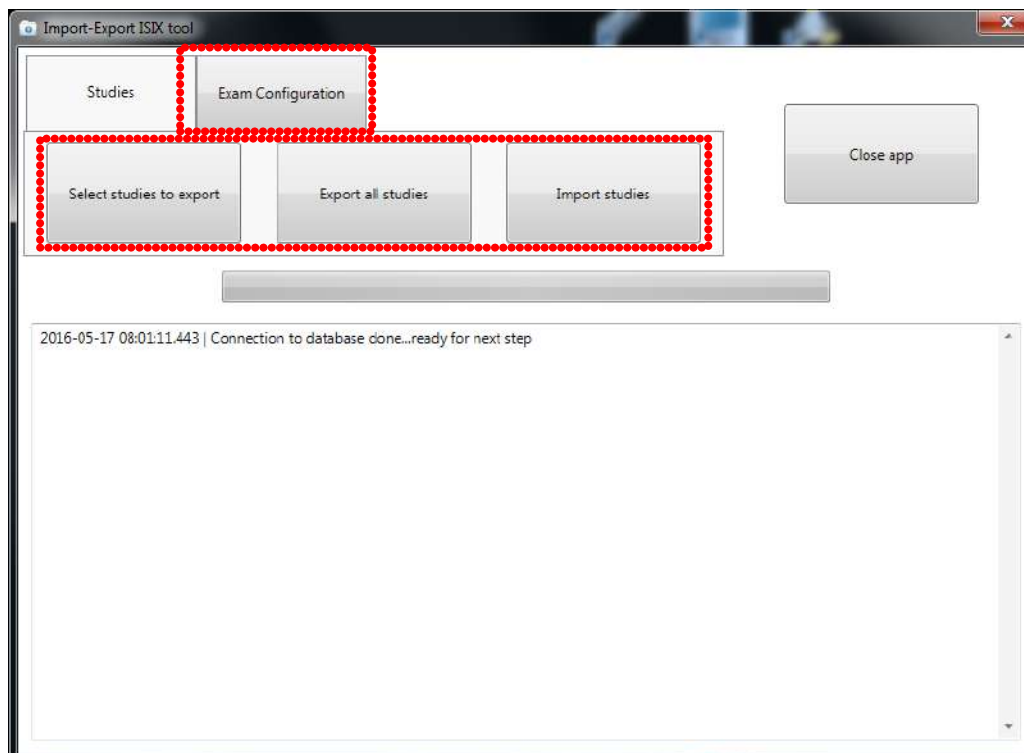 Import-Export ISIX tool
Studies
Exam Configuration
Close app
Select studies to export
Export all studies
Import studies
2016-05-17 08:01:11.443 | Connection to database done...ready for next step